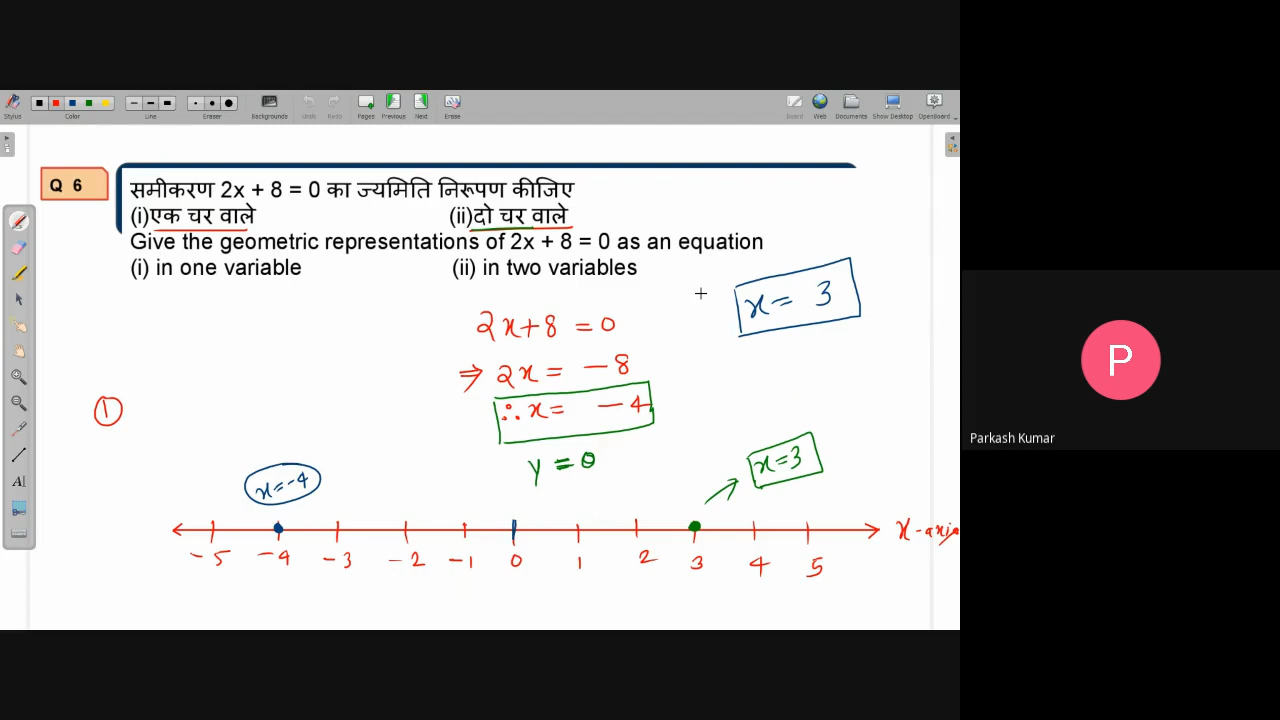 Stylus
Color
Line
Eraser
Backgrounds
Undo
Redo
Pages
Previous
Next
Erase
Board
Web
Documents
Show Desktop
OpenBoard
Q 6
समीकरण 2x + 8 = 0 का ज्यमिति निरूपण कीजिए
(i)एक चर वाले (ii)दो चर वाले
Give the geometric representations of 2x + 8 = 0 as an equation
(i) in one variable (ii) in two variables
x = 3
2x+8 = 0
⇒ 2x = -8
∴ x = -4
①
y = 0
x=3
x=-4
x-axis
-5 -4 -3 -2 -1 0 1 2 3 4 5
AI
P
Parkash Kumar